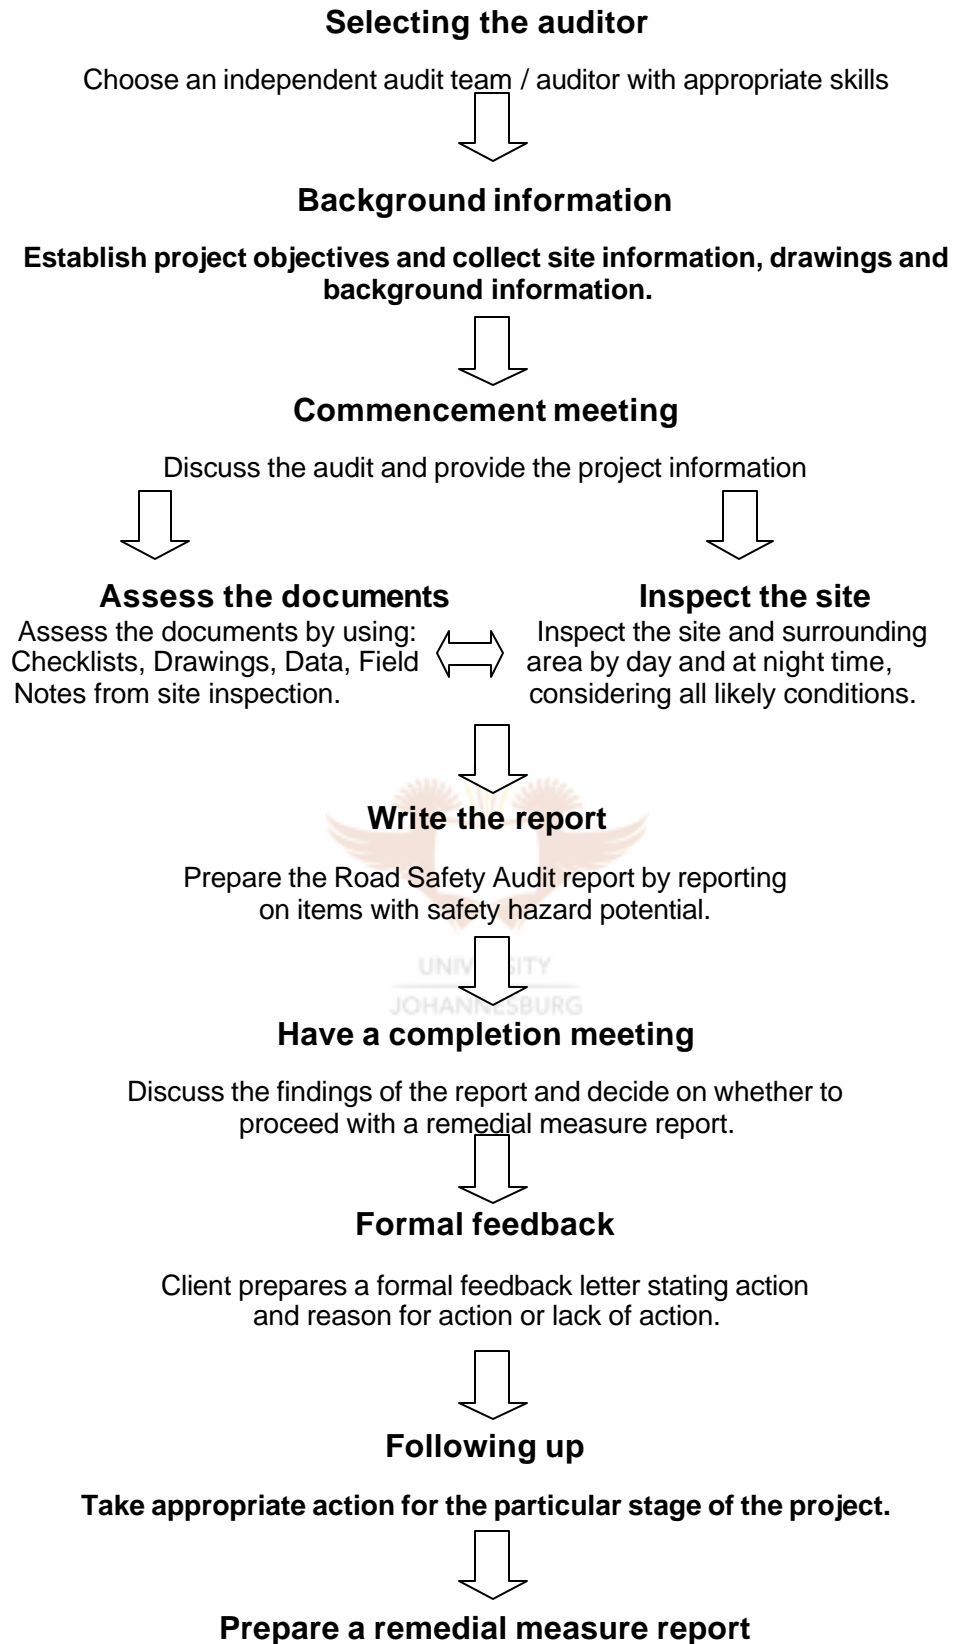 Selecting the auditor
Choose an independent audit team / auditor with appropriate skills
Background information
Establish project objectives and collect site information, drawings and
background information.
Commencement meeting
Discuss the audit and provide the project information
Assess the documents
Assess the documents by using:
Checklists, Drawings, Data, Field
Notes from site inspection.
Inspect the site
Inspect the site and surrounding
area by day and at night time,
considering all likely conditions.
Write the report
Prepare the Road Safety Audit report by reporting
on items with safety hazard potential.
JOHANNESBURG
Have a completion meeting
Discuss the findings of the report and decide on whether to
proceed with a remedial measure report.
Formal feedback
Client prepares a formal feedback letter stating action
and reason for action or lack of action.
Following up
Take appropriate action for the particular stage of the project.
Prepare a remedial measure report